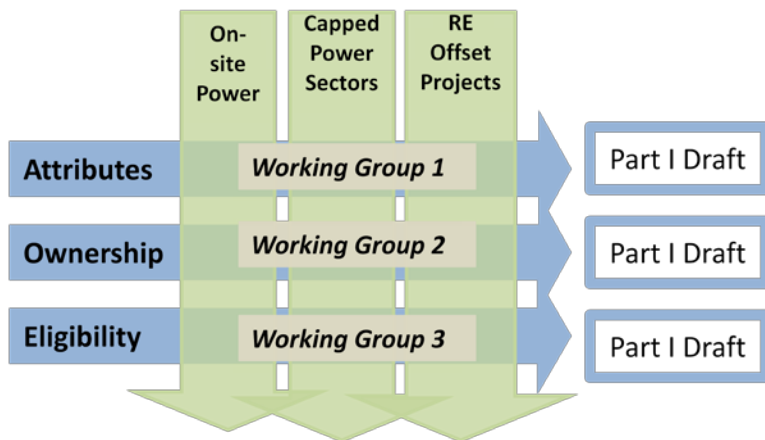 On-
site
Power
Capped
Power
Sectors
RE
Offset
Projects
Attributes
Working Group 1
Part I Draft
Ownership
Working Group 2
Part I Draft
Eligibility
Working Group 3
Part I Draft